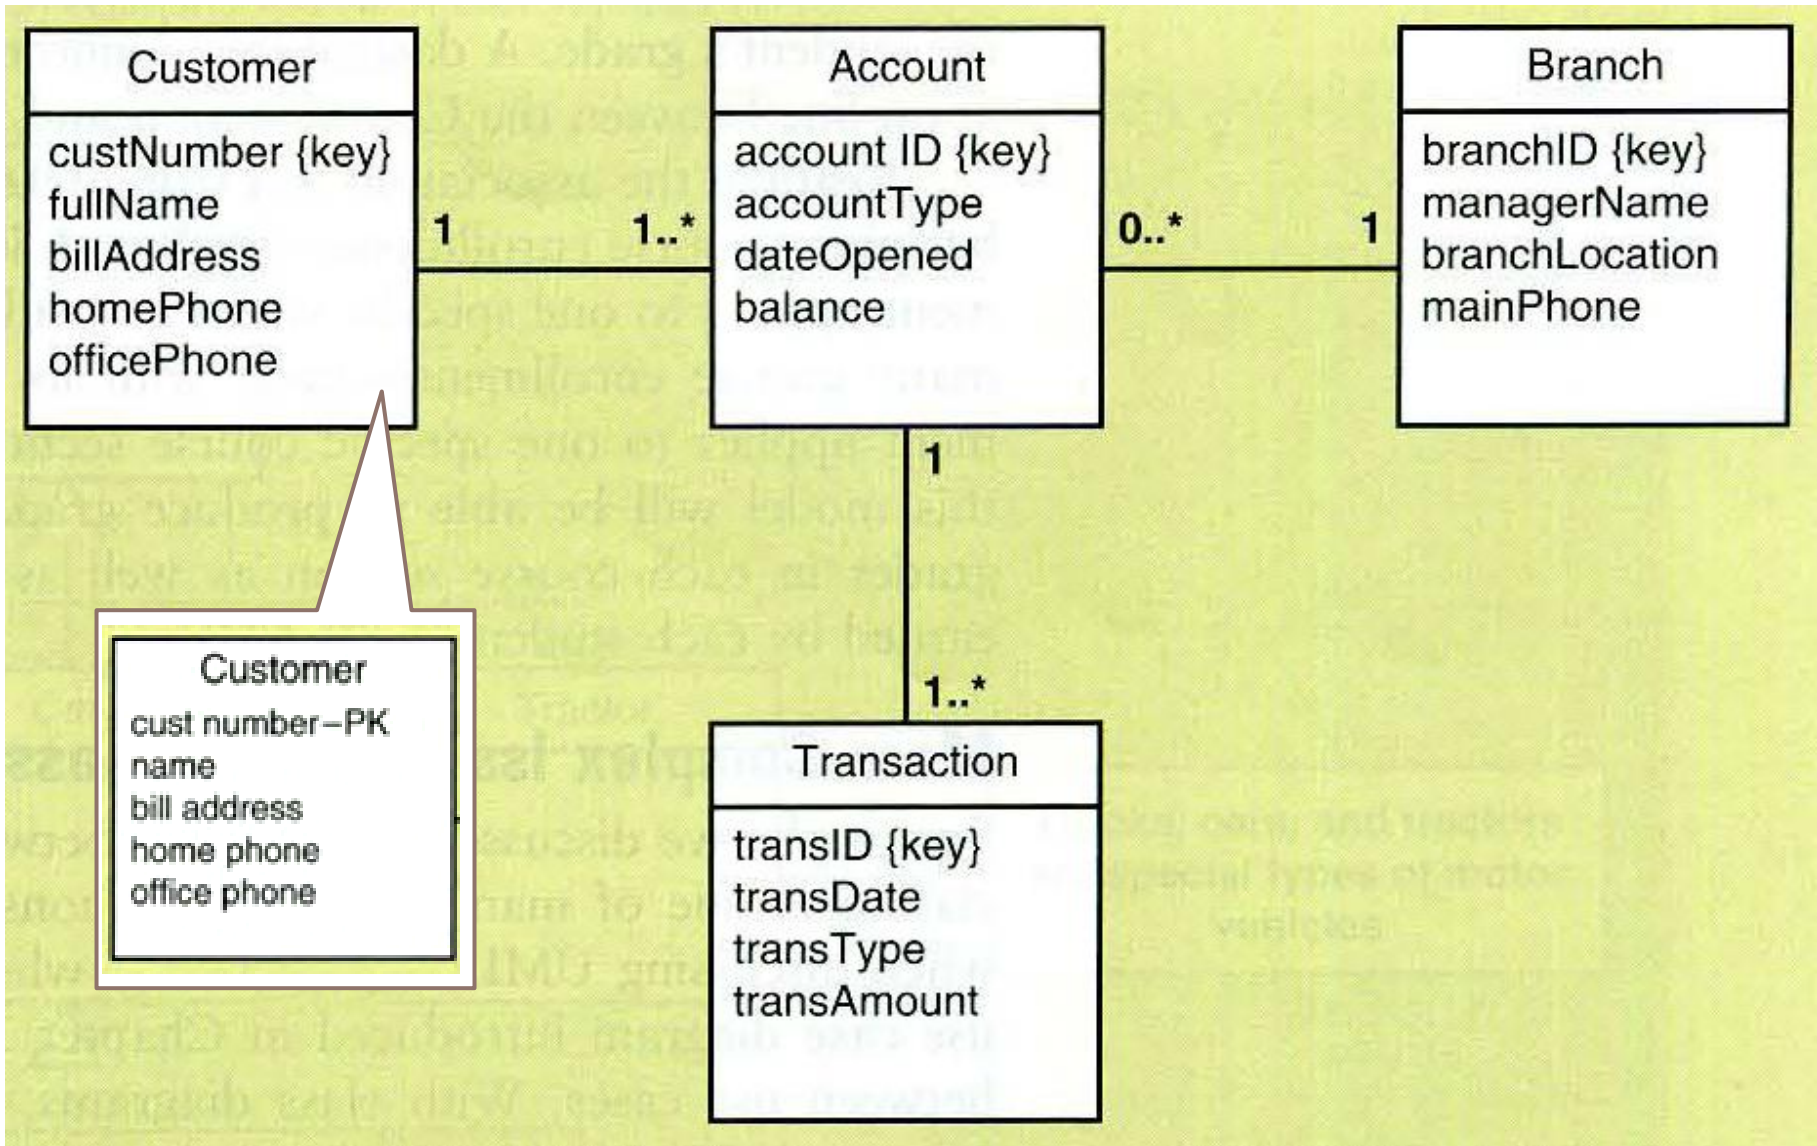 Customer
custNumber {key}
fullName
billAddress
homePhone
officePhone
1
1..*
Account
account ID {key}
accountType
dateOpened
balance
0..*
1
Branch
branchID {key}
managerName
branchLocation
mainPhone
1
1..*
Customer
cust number–PK
name
bill address
home phone
office phone
Transaction
transID {key}
transDate
transType
transAmount